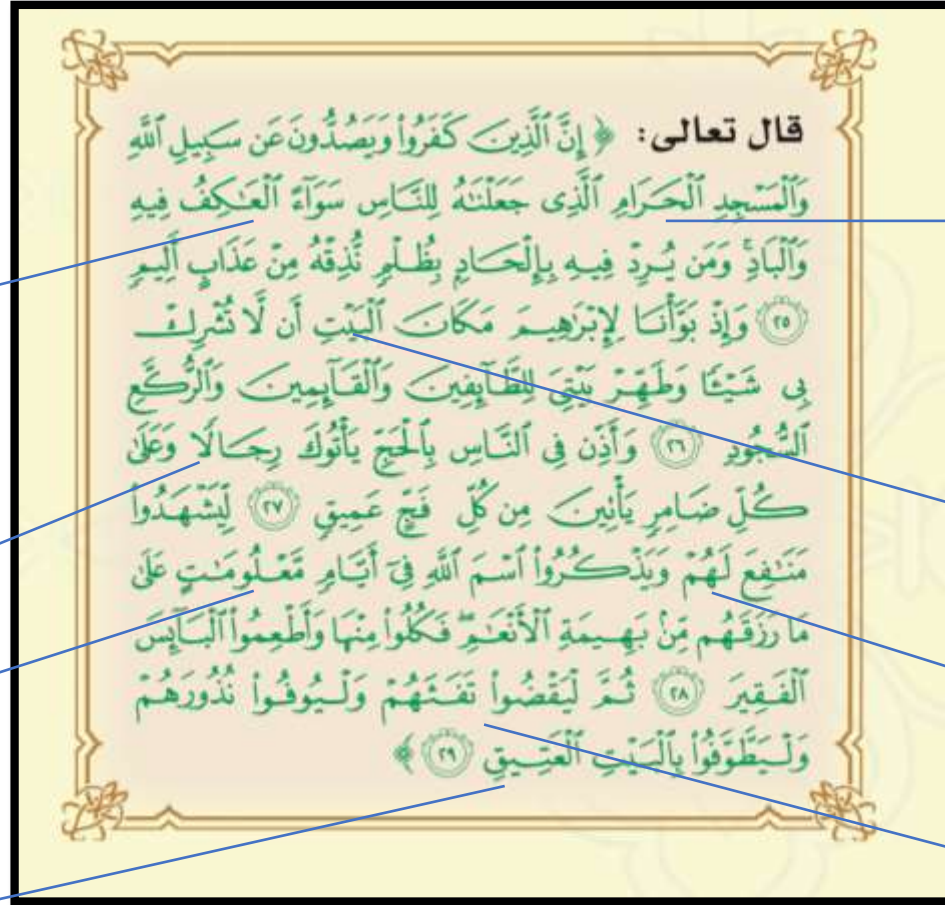 قال تعالى: ﴿ إِنَّ ٱلَّذِينَ كَفَرُوا۟ وَيَصُدُّونَ عَن سَبِيلِ ٱللَّهِ
وَٱلْمَسْجِدِ ٱلْحَرَامِ ٱلَّذِى جَعَلْنَٰهُ لِلنَّاسِ سَوَآءً ٱلْعَٰكِفُ فِيهِ
وَٱلْبَادِۚ وَمَن يُرِدْ فِيهِ بِإِلْحَادٍۭ بِظُلْمٍ نُّذِقْهُ مِنْ عَذَابٍ أَلِيمٍ
﴿٢٥﴾ وَإِذْ بَوَّأْنَا لِإِبْرَٰهِيمَ مَكَانَ ٱلْبَيْتِ أَن لَّا تُشْرِكْ
بِى شَيْـًٔا وَطَهِّرْ بَيْتِىَ لِلطَّآئِفِينَ وَٱلْقَآئِمِينَ وَٱلرُّكَّعِ
ٱلسُّجُودِ ﴿٢٦﴾ وَأَذِّن فِى ٱلنَّاسِ بِٱلْحَجِّ يَأْتُوكَ رِجَالًا وَعَلَىٰ
كُلِّ ضَامِرٍ يَأْتِينَ مِن كُلِّ فَجٍّ عَمِيقٍ ﴿٢٧﴾ لِّيَشْهَدُوا۟
مَنَٰفِعَ لَهُمْ وَيَذْكُرُوا۟ ٱسْمَ ٱللَّهِ فِىٓ أَيَّامٍ مَّعْلُومَٰتٍ عَلَىٰ
مَا رَزَقَهُم مِّنۢ بَهِيمَةِ ٱلْأَنْعَٰمِۖ فَكُلُوا۟ مِنْهَا وَأَطْعِمُوا۟ ٱلْبَآئِسَ
ٱلْفَقِيرَ ﴿٢٨﴾ ثُمَّ لْيَقْضُوا۟ تَفَثَهُمْ وَلْيُوفُوا۟ نُذُورَهُمْ
وَلْيَطَّوَّفُوا۟ بِٱلْبَيْتِ ٱلْعَتِيقِ ﴿٢٩﴾ ﴾